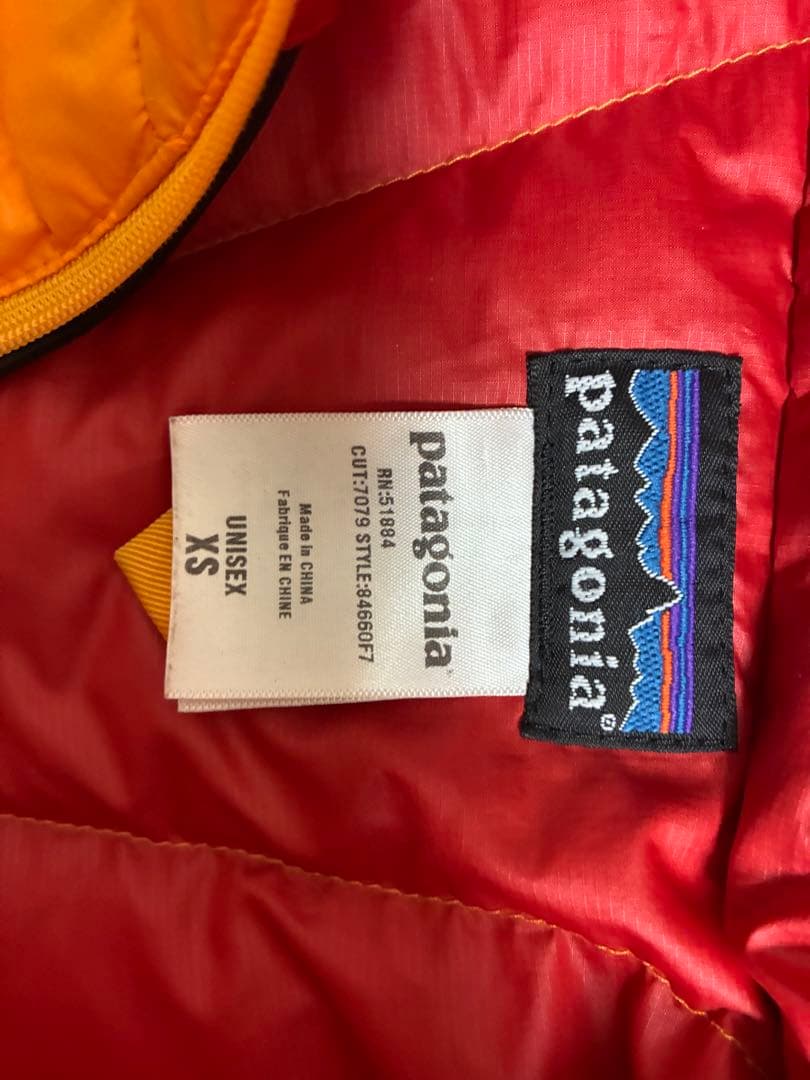 patagonia®
patagonia®
RN:51884
CUT:7079 STYLE:84660F7
Made in CHINA
Fabriqué EN CHINE
UNISEX
XS